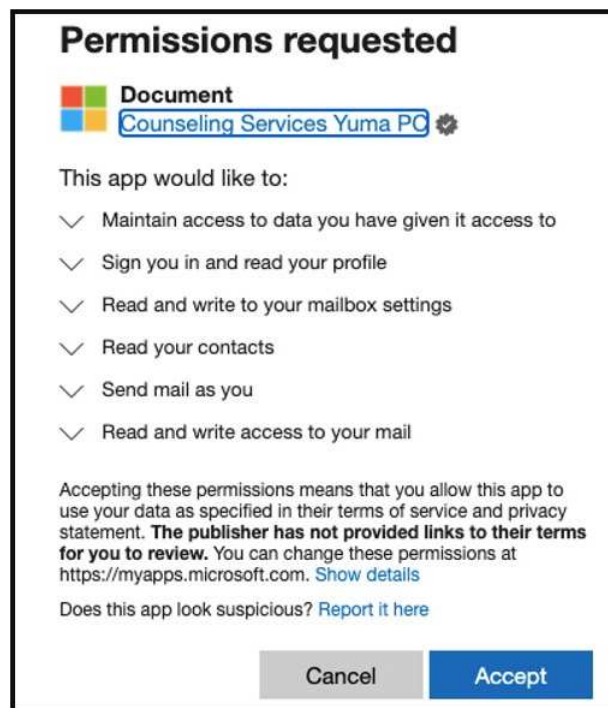 Permissions requested
Document
Counseling Services Yuma PC
This app would like to:
Maintain access to data you have given it access to
Sign you in and read your profile
Read and write to your mailbox settings
Read your contacts
Send mail as you
Read and write access to your mail
Accepting these permissions means that you allow this app to
use your data as specified in their terms of service and privacy
statement. The publisher has not provided links to their terms
for you to review. You can change these permissions at
https://myapps.microsoft.com. Show details
Does this app look suspicious? Report it here
Cancel
Accept